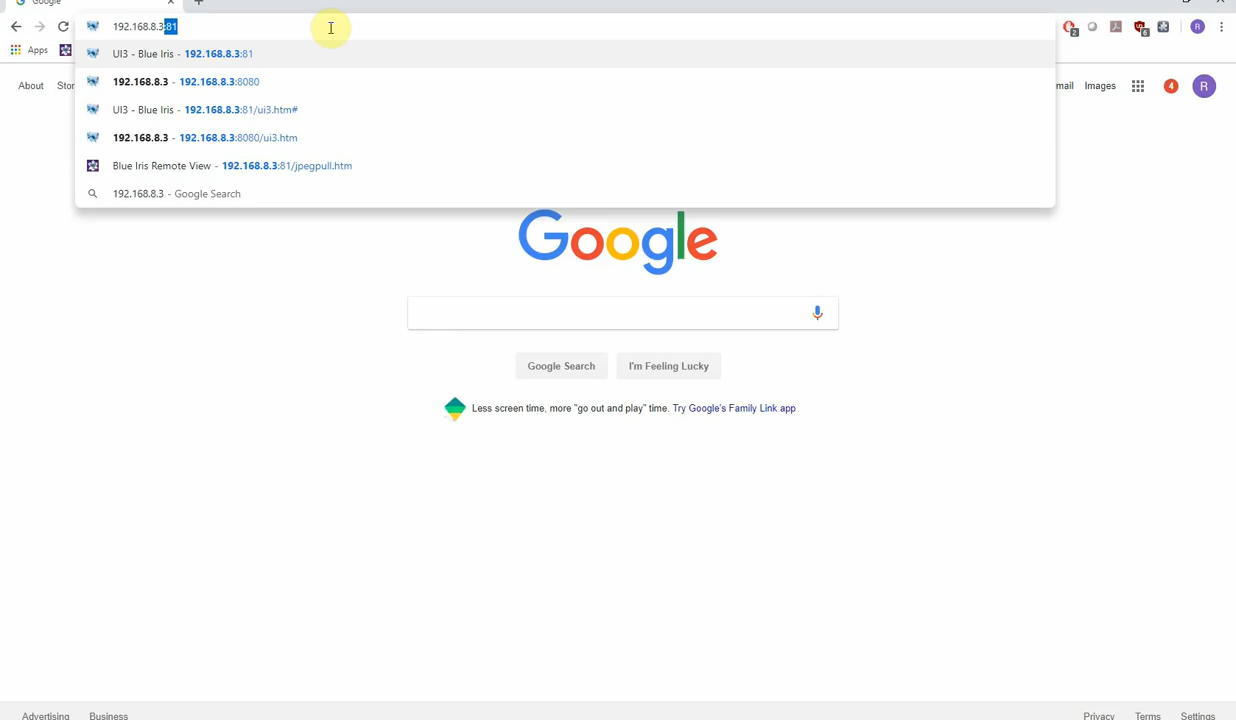 Google
192.168.8.3:81
2
6
R
Apps
UI3 - Blue Iris - 192.168.8.3:81
192.168.8.3 - 192.168.8.3:8080
UI3 - Blue Iris - 192.168.8.3:81/ui3.htm#
192.168.8.3 - 192.168.8.3:8080/ui3.htm
Blue Iris Remote View - 192.168.8.3:81/jpegpull.htm
192.168.8.3 - Google Search
About Stor
mail Images 4 R
Google
Google Search I'm Feeling Lucky
Less screen time, more "go out and play" time. Try Google's Family Link app
Advertising Business Privacy Terms Settings